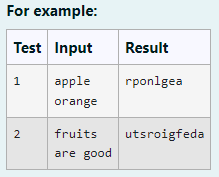 For example:
Test Input Result
1 apple rponlgea
orange
2 fruits utsroigfeda
are good